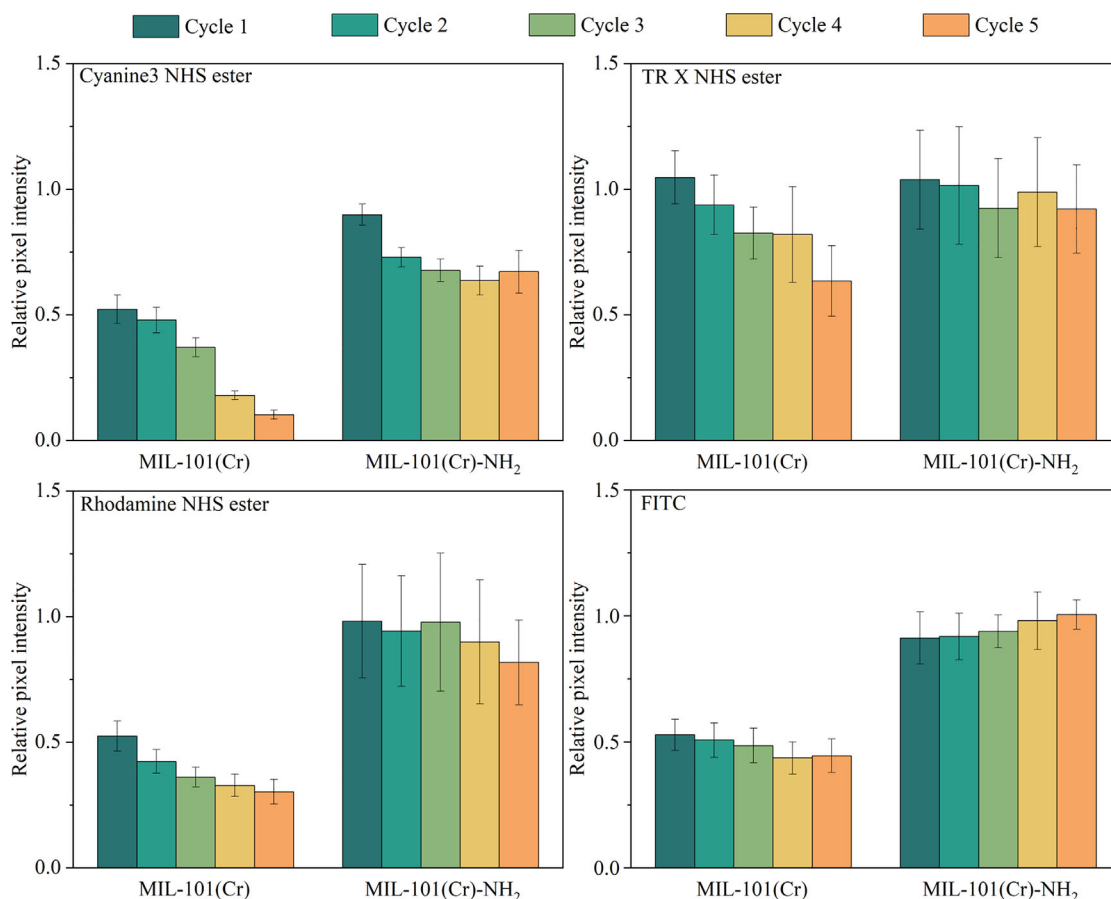 Cycle 1 Cycle 2 Cycle 3 Cycle 4 Cycle 5
Cyanine3 NHS ester
1.5
1.0
0.5
0.0
Relative pixel intensity
MIL-101(Cr) MIL-101(Cr)-NH₂
TR X NHS ester
1.5
1.0
0.5
0.0
Relative pixel intensity
MIL-101(Cr) MIL-101(Cr)-NH₂
Rhodamine NHS ester
1.5
1.0
0.5
0.0
Relative pixel intensity
MIL-101(Cr) MIL-101(Cr)-NH₂
FITC
1.5
1.0
0.5
0.0
Relative pixel intensity
MIL-101(Cr) MIL-101(Cr)-NH₂